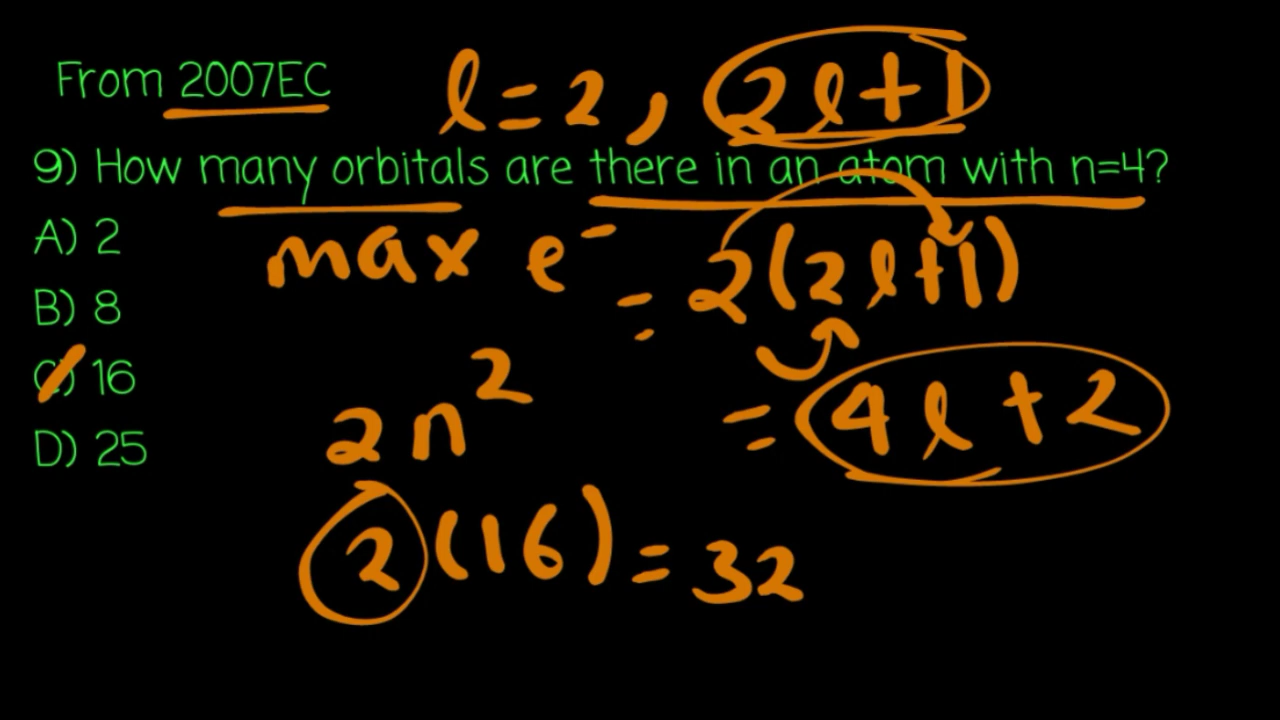 From 2007EC
l=2, 2l+1
9) How many orbitals are there in an atom with n=4?
A) 2
max e⁻ = 2(2l+1)
B) 8
C) 16
= 4l+2
2n²
D) 25
2(16)=32